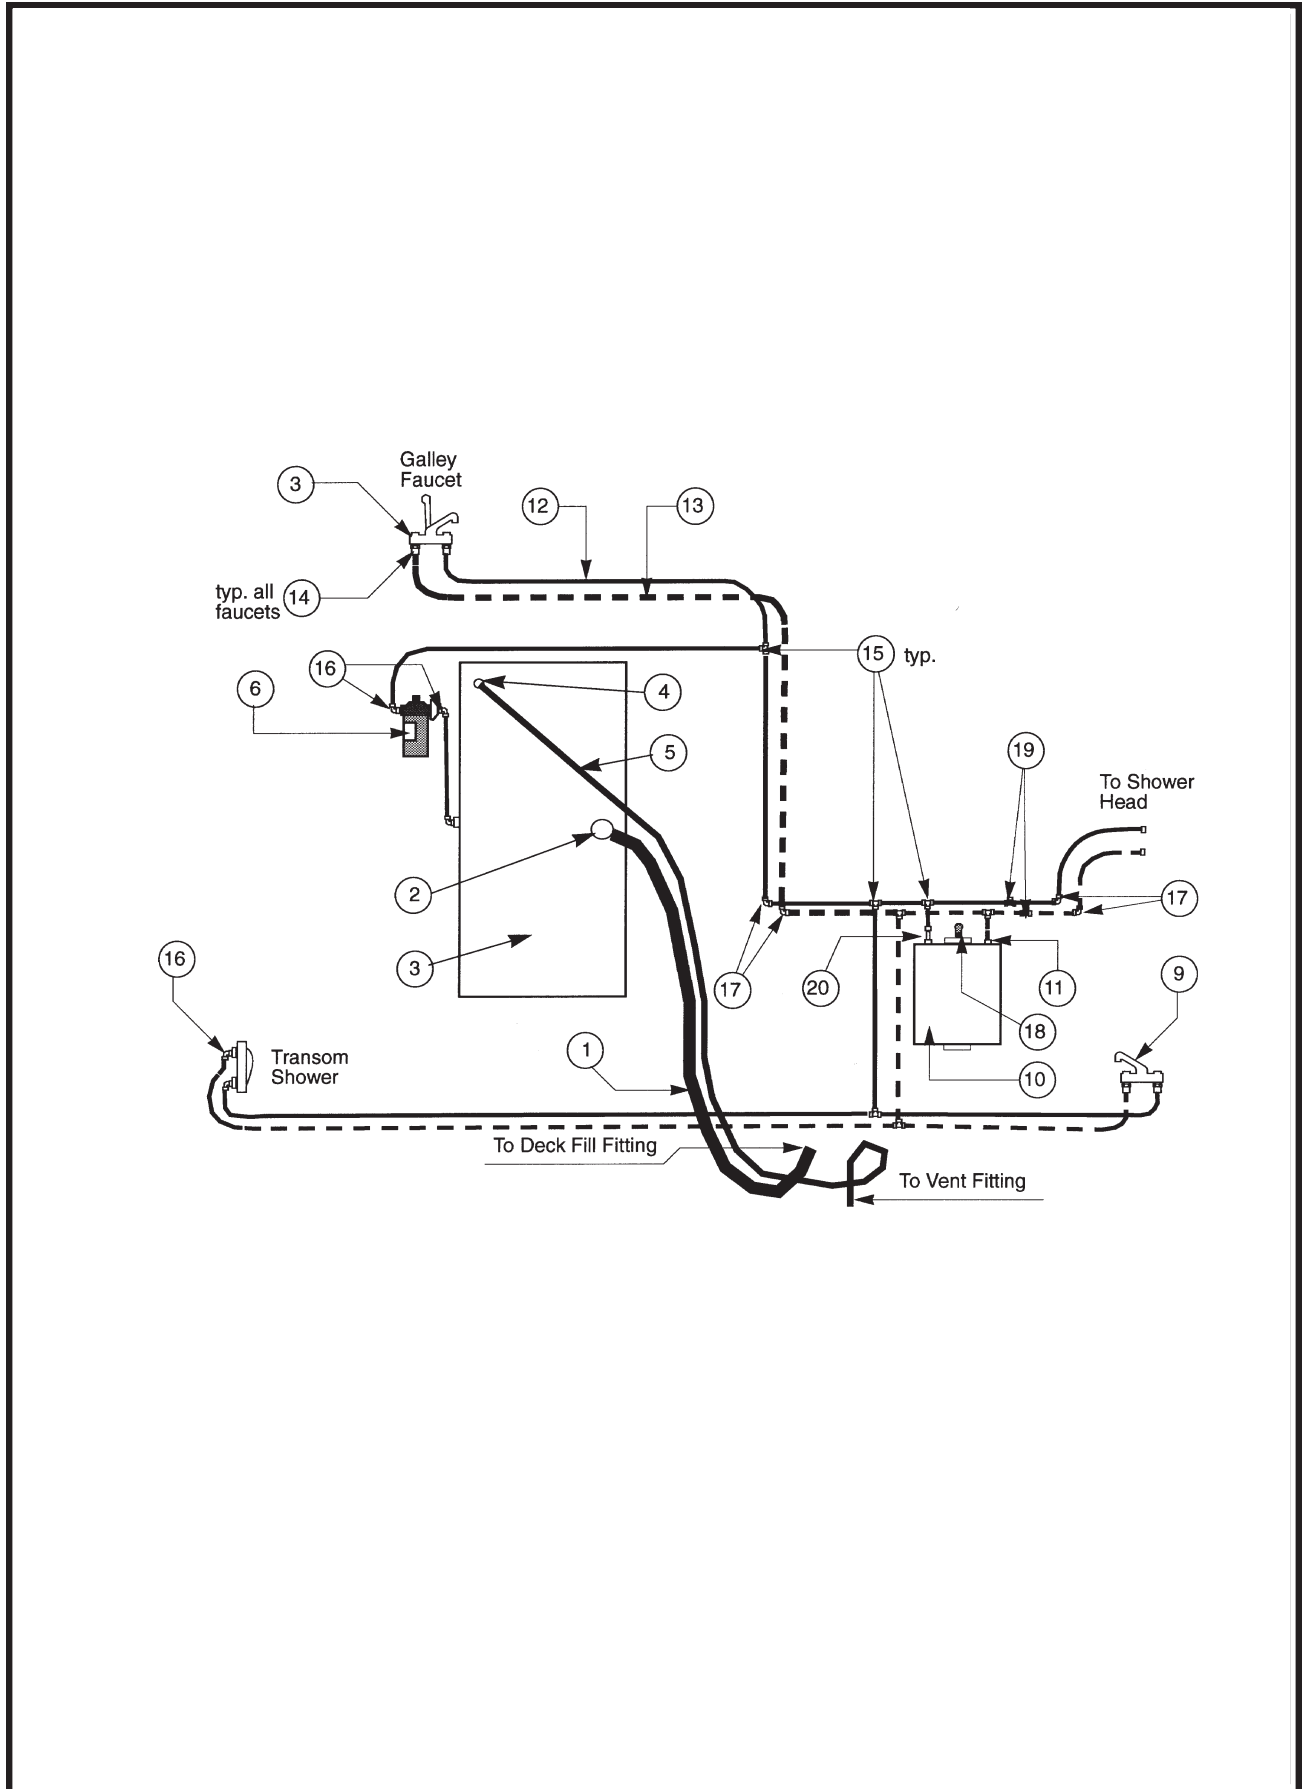 Galley
Faucet
3
12
13
typ. all
faucets
14
15 typ.
16
6
4
5
19
To Shower
Head
2
17
16
3
17
20
11
9
18
1
Transom
Shower
10
To Deck Fill Fitting
To Vent Fitting